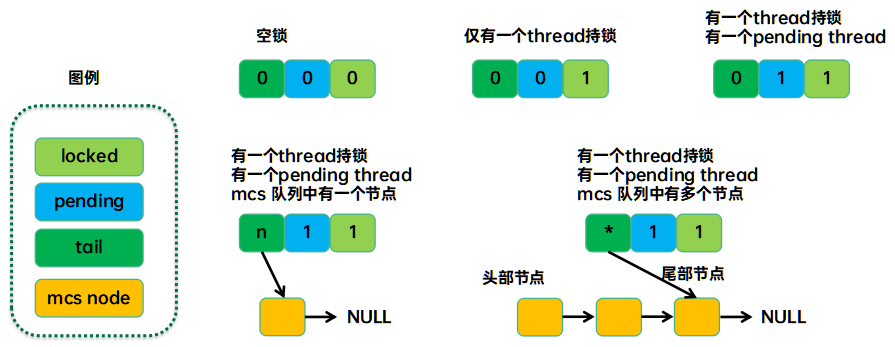 图例
locked
pending
tail
mcs node
空锁
0 0 0
仅有一个thread持锁
0 0 1
有一个thread持锁
有一个pending thread
0 1 1
有一个thread持锁
有一个pending thread
mcs 队列中有一个节点
n 1 1
NULL
有一个thread持锁
有一个pending thread
mcs 队列中有多个节点
* 1 1
头部节点
尾部节点
NULL